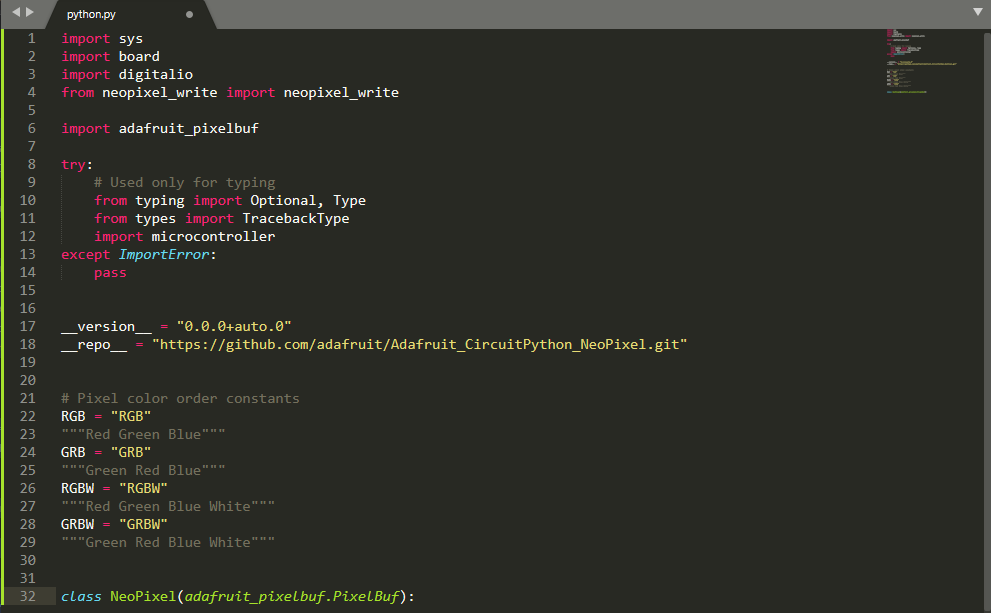 python.py
1 import sys
2 import board
3 import digitalio
4 from neopixel_write import neopixel_write
5
6 import adafruit_pixelbuf
7
8 try:
9     # Used only for typing
10     from typing import Optional, Type
11     from types import TracebackType
12     import microcontroller
13 except ImportError:
14     pass
15
16
17 __version__ = "0.0.0+auto.0"
18 __repo__ = "https://github.com/adafruit/Adafruit_CircuitPython_NeoPixel.git"
19
20
21 # Pixel color order constants
22 RGB = "RGB"
23 """Red Green Blue"""
24 GRB = "GRB"
25 """Green Red Blue"""
26 RGBW = "RGBW"
27 """Red Green Blue White"""
28 GRBW = "GRBW"
29 """Green Red Blue White"""
30
31
32 class NeoPixel(adafruit_pixelbuf.PixelBuf):